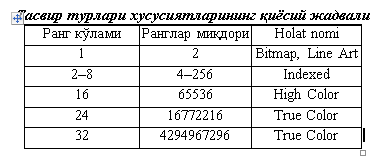 Тасвир турлари хусусиятларининг қиёсий жадвали
Ранг кўлами Ранглар миқдори Holat nomi
1 2 Bitmap, Line Art
2–8 4–256 Indexed
16 65536 High Color
24 16772216 True Color
32 4294967296 True Color